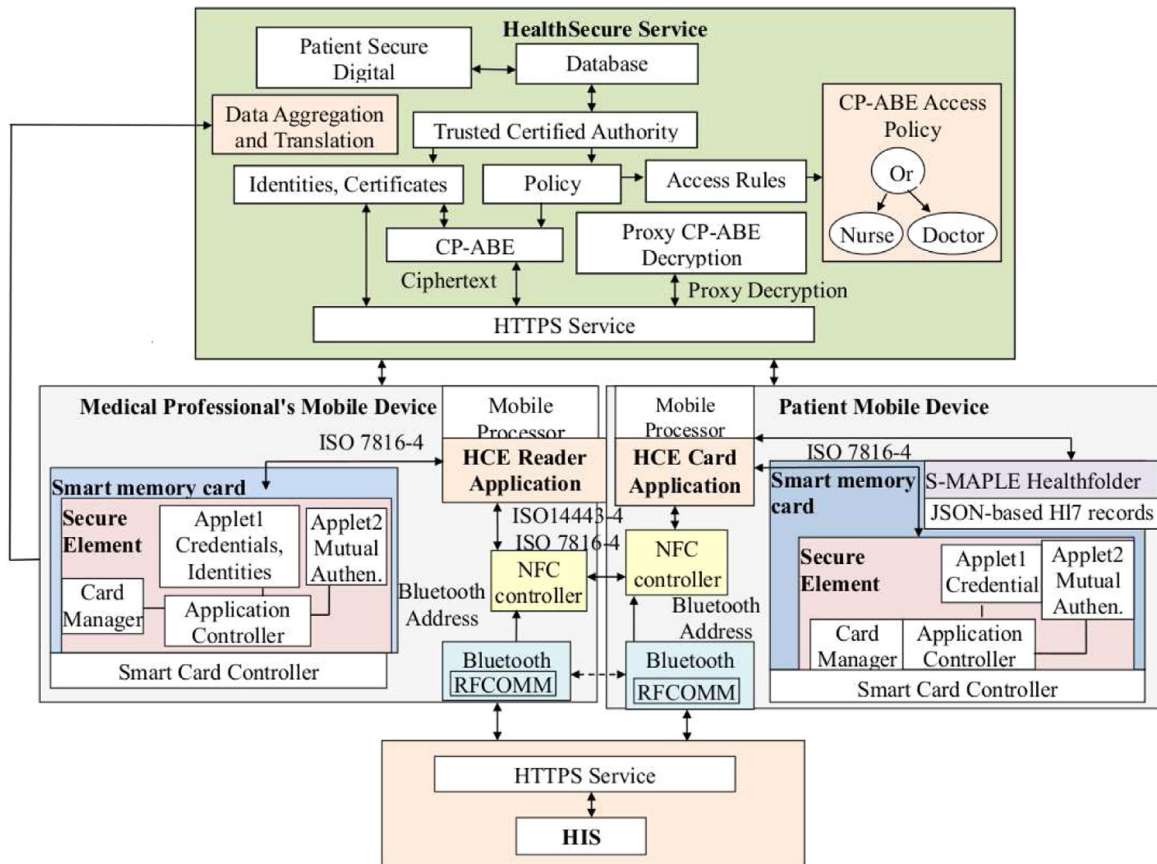 HealthSecure Service
Patient Secure
Digital
Database
Data Aggregation
and Translation
Trusted Certified Authority
CP-ABE Access
Policy
Or
Nurse
Doctor
Identities, Certificates
Policy
Access Rules
CP-ABE
Proxy CP-ABE
Decryption
Ciphertext
Proxy Decryption
HTTPS Service
Medical Professional's Mobile Device
Mobile
Processor
HCE Reader
Application
ISO 7816-4
Smart memory card
Secure
Element
Applet1
Credentials,
Identities
Applet2
Mutual
Authen.
Card
Manager
Application
Controller
Smart Card Controller
ISO14443-4
ISO 7816-4
NFC
controller
Bluetooth
Address
Bluetooth
RFCOMM
Patient Mobile Device
Mobile
Processor
HCE Card
Application
ISO 7816-4
Smart memory
card
S-MAPLE Healthfolder
JSON-based Hl7 records
NFC
controller
Bluetooth
Address
Bluetooth
RFCOMM
Secure
Element
Applet1
Credential
Applet2
Mutual
Authen.
Card
Manager
Application
Controller
Smart Card Controller
HTTPS Service
HIS